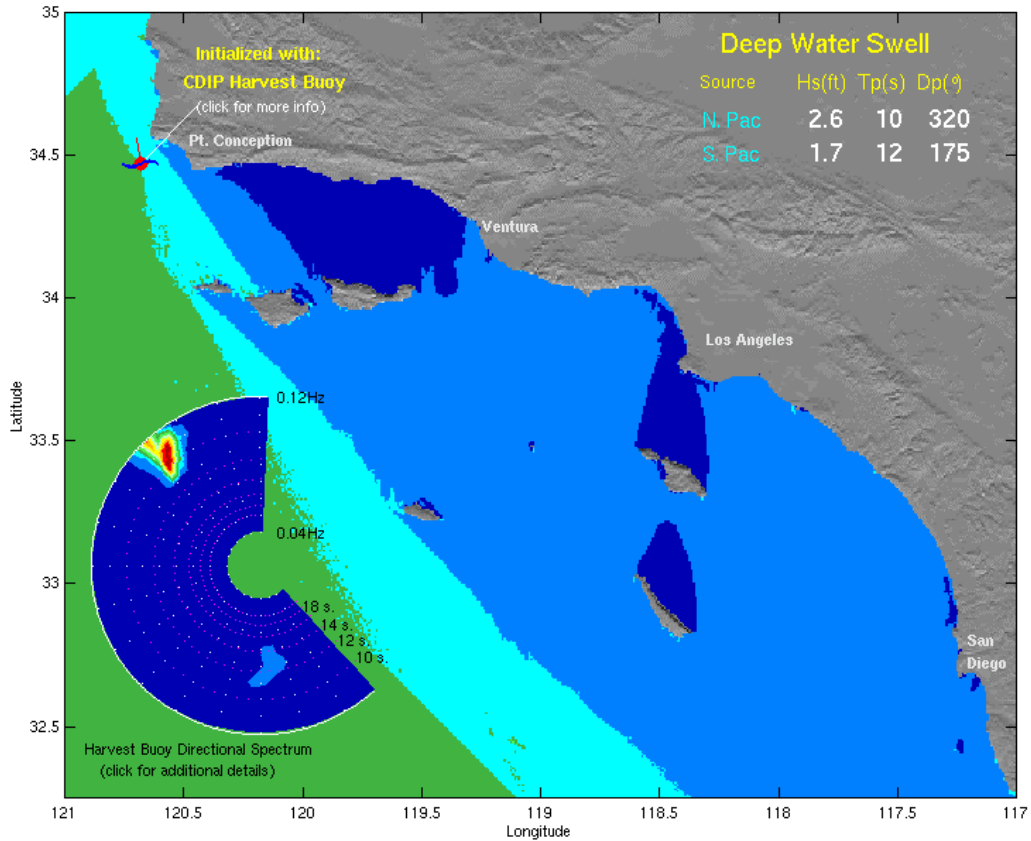 35
34.5
34
33.5
33
32.5
Latitude
121
120.5
120
119.5
119
118.5
118
117.5
117
Longitude
Initialized with:
CDIP Harvest Buoy
(click for more info)
Pt. Conception
Ventura
Los Angeles
San
Diego
Deep Water Swell
Source Hs(ft) Tp(s) Dp(º)
N. Pac 2.6 10 320
S. Pac 1.7 12 175
0.12Hz
0.04Hz
18 s.
14 s.
12 s.
10 s.
Harvest Buoy Directional Spectrum
(click for additional details)